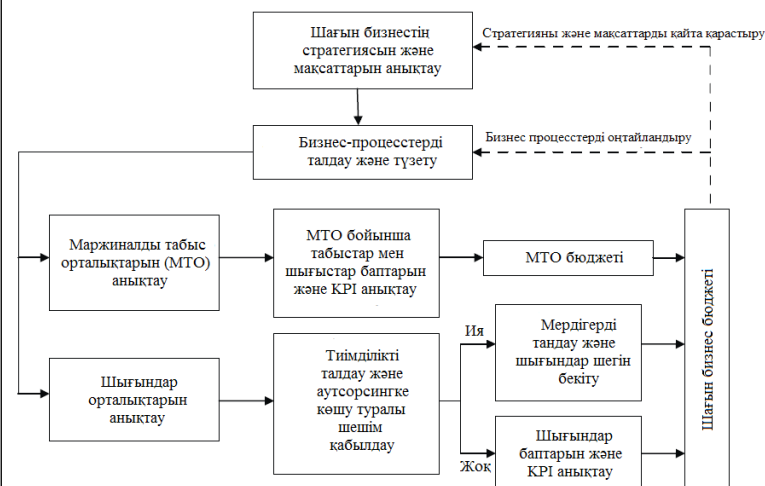 Шағын бизнестің
стратегиясын және
мақсаттарын анықтау
Стратегияны және мақсаттарды қайта қарастыру
Бизнес-процесстерді
талдау және түзету
Бизнес процесстерді оңтайландыру
Маржиналды табыс
орталықтарын (МТО)
анықтау
МТО бойынша
табыстар мен
шығыстар баптарын
және KPI анықтау
МТО бюджеті
Шығындар
орталықтарын
анықтау
Тиімділікті
талдау және
аутсорсингке
көшу туралы
шешім
қабылдау
Ия
Мердігерді
тандау және
шығындар шегін
бекіту
Жоқ
Шығындар
баптарын және
KPI анықтау
Шағын бизнес бюджеті